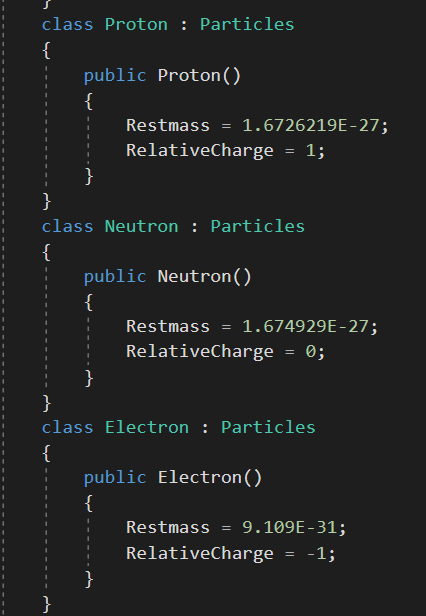 }
class Proton : Particles
{
public Proton()
{
Restmass = 1.6726219E-27;
RelativeCharge = 1;
}
}
class Neutron : Particles
{
public Neutron()
{
Restmass = 1.674929E-27;
RelativeCharge = 0;
}
}
class Electron : Particles
{
public Electron()
{
Restmass = 9.109E-31;
RelativeCharge = -1;
}
}